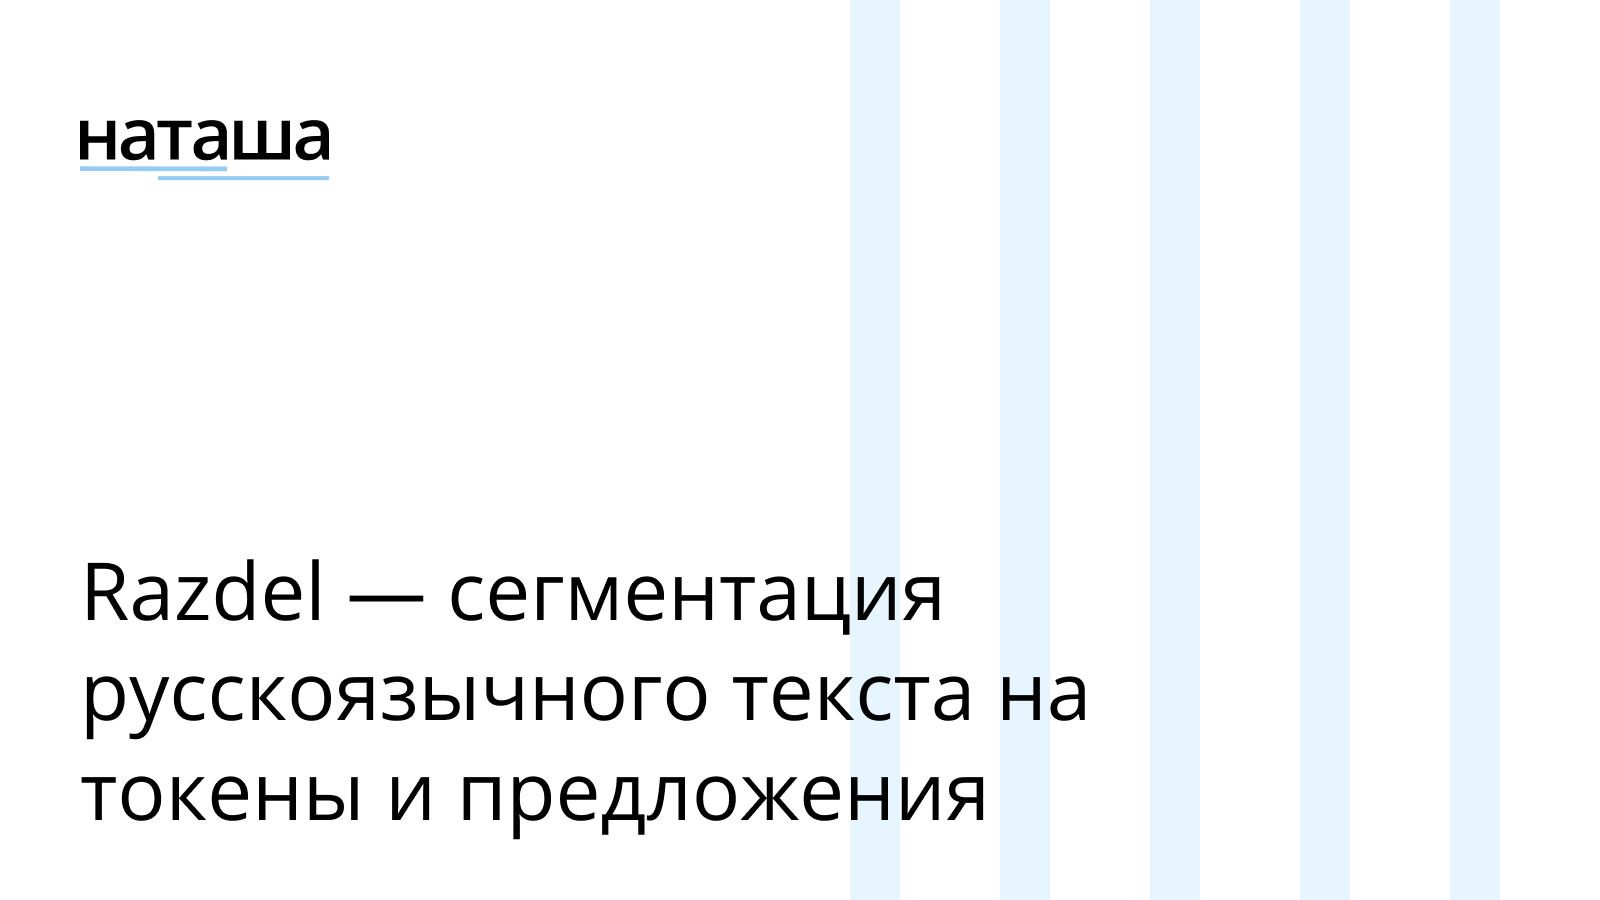 наташа
Razdel — сегментация
русскоязычного текста на
токены и предложения